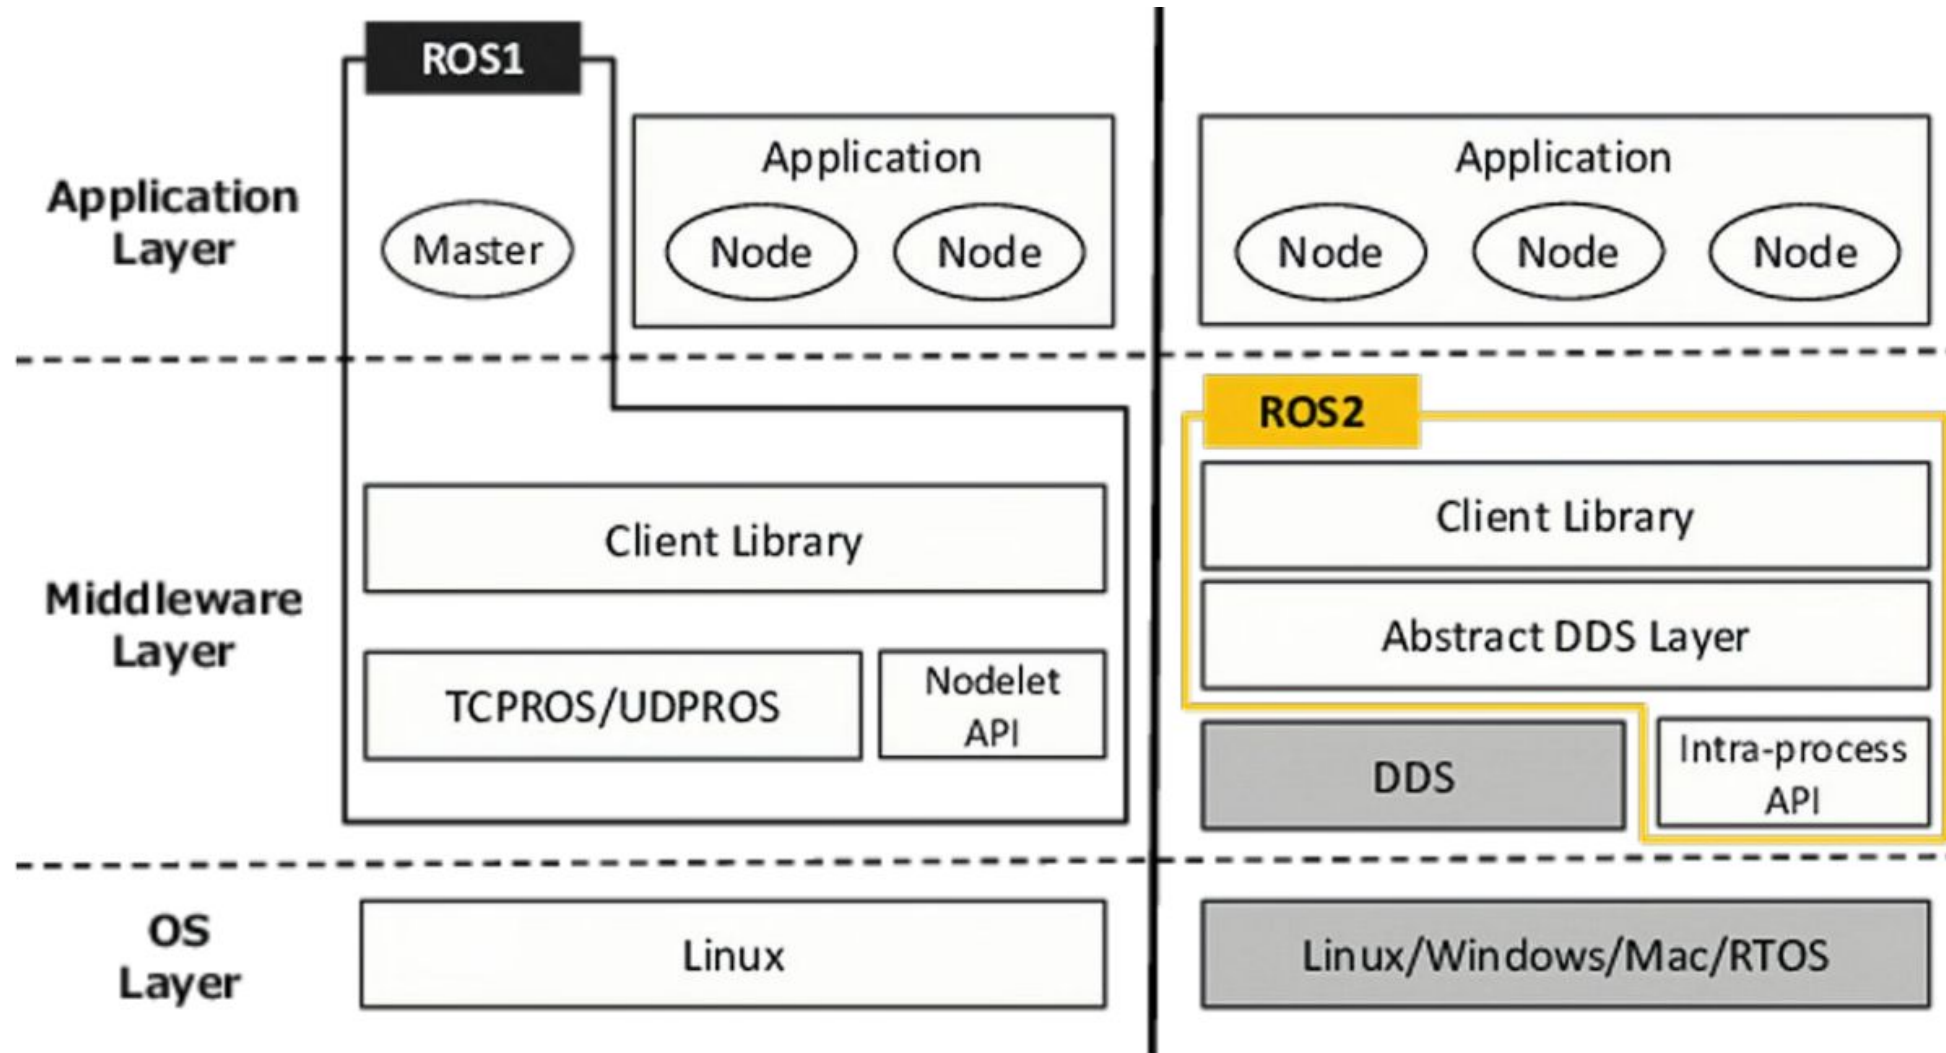 ROS1
Application
Layer
Master
Application
Node Node
Application
Node Node Node
Middleware
Layer
Client Library
TCPROS/UDPROS
Nodelet
API
ROS2
Client Library
Abstract DDS Layer
DDS
Intra-process
API
OS
Layer
Linux
Linux/Windows/Mac/RTOS